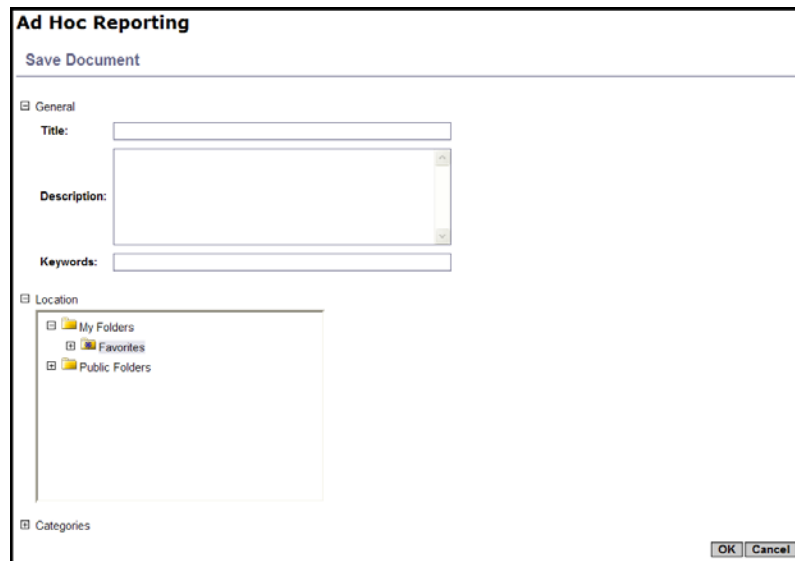 Ad Hoc Reporting
Save Document
General
Title:
Description:
Keywords:
Location
My Folders
Favorites
Public Folders
Categories
OK Cancel